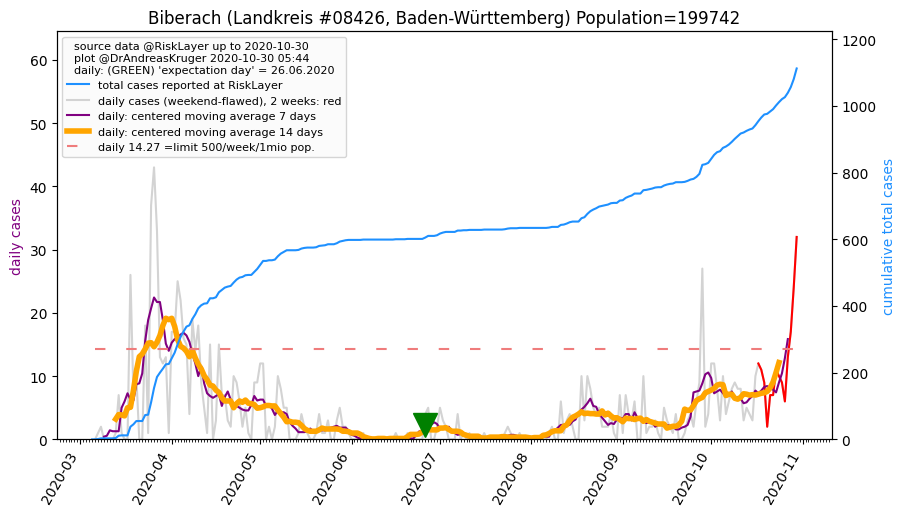 Biberach (Landkreis #08426, Baden-Württemberg) Population=199742
source data @RiskLayer up to 2020-10-30
plot @DrAndreasKruger 2020-10-30 05:44
daily: (GREEN) 'expectation day' = 26.06.2020
total cases reported at RiskLayer
daily cases (weekend-flawed), 2 weeks: red
daily: centered moving average 7 days
daily: centered moving average 14 days
daily 14.27 =limit 500/week/1mio pop.
daily cases
60
50
40
30
20
10
0
cumulative total cases
1200
1000
800
600
400
200
0
2020-03
2020-04
2020-05
2020-06
2020-07
2020-08
2020-09
2020-10
2020-11